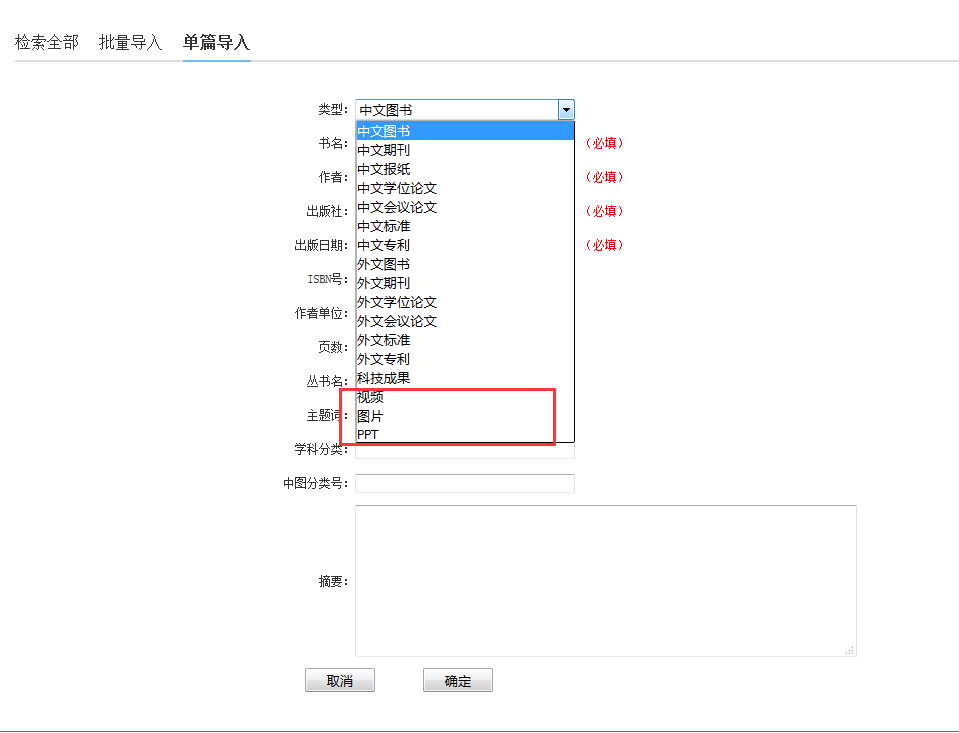 检索全部 批量导入 单篇导入
类型： 中文图书
中文图书
书名： （必填）
中文期刊
中文报纸
作者： （必填）
中文学位论文
中文会议论文
出版社： （必填）
中文标准
出版日期： 中文专利 （必填）
外文图书
ISBN号： 外文期刊
外文学位论文
作者单位：
外文会议论文
外文标准
页数：
外文专利
丛书名： 科技成果
视频
主题词： 图片
PPT
学科分类：
中图分类号：
摘要：
取消 确定